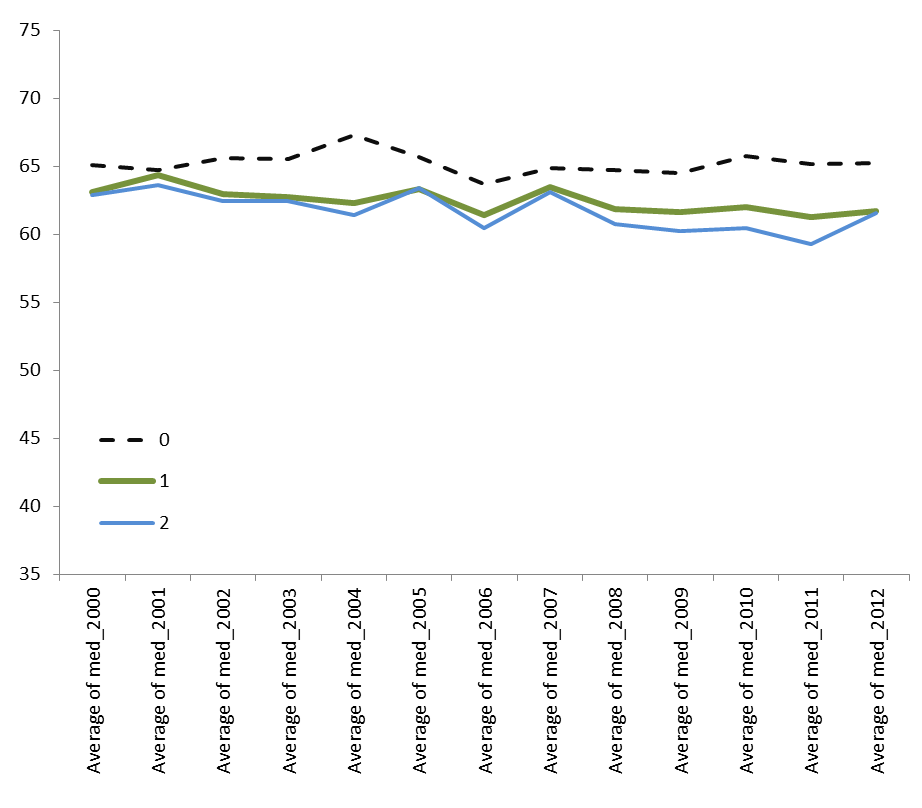 75
70
65
60
55
50
45
40
35
0
1
2
Average of med_2000
Average of med_2001
Average of med_2002
Average of med_2003
Average of med_2004
Average of med_2005
Average of med_2006
Average of med_2007
Average of med_2008
Average of med_2009
Average of med_2010
Average of med_2011
Average of med_2012